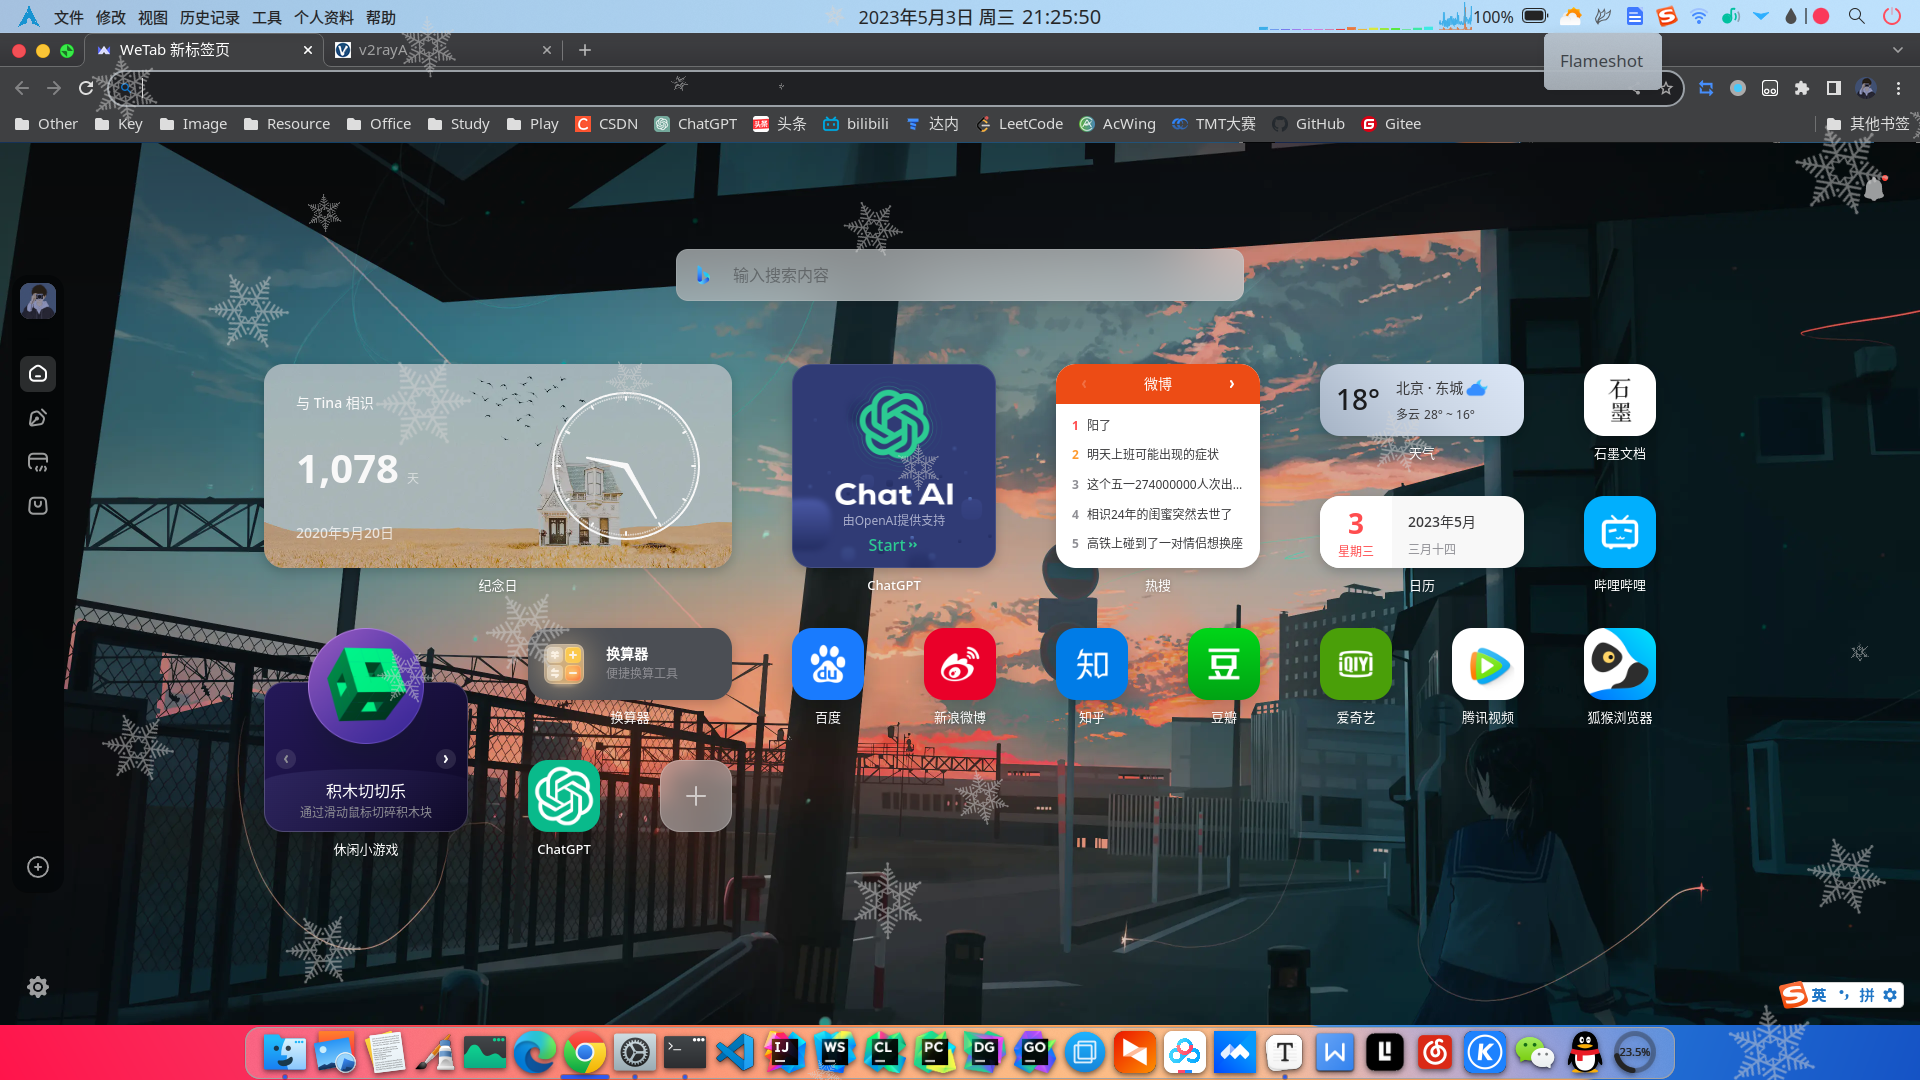 文件 修改 视图 历史记录 工具 个人资料 帮助
2023年5月3日 周三 21:25:50
100%
WeTab 新标签页
v2rayA
Flameshot
Other Key Image Resource Office Study Play CSDN ChatGPT 头条 bilibili 达内 LeetCode AcWing TMT大赛 GitHub Gitee 其他书签
输入搜索内容
与 Tina 相识
1,078 天
2020年5月20日
纪念日
Chat AI
由OpenAI提供支持
Start
ChatGPT
微博
1 阳了
2 明天上班可能出现的症状
3 这个五一274000000人次出...
4 相识24年的闺蜜突然去世了
5 高铁上碰到了一对情侣想换座
热搜
18° 北京 · 东城
多云 28° ~ 16°
天气
石墨
石墨文档
3 星期三
2023年5月
三月十四
日历
哔哩哔哩
积木切切乐
通过滑动鼠标切碎积木块
休闲小游戏
换算器
便捷换算工具
换算器
du
百度
新浪微博
知
知乎
豆
豆瓣
iQIYI
爱奇艺
腾讯视频
狐猴浏览器
ChatGPT
英 拼
IJ WS CL PC DG GO T W K
23.5%